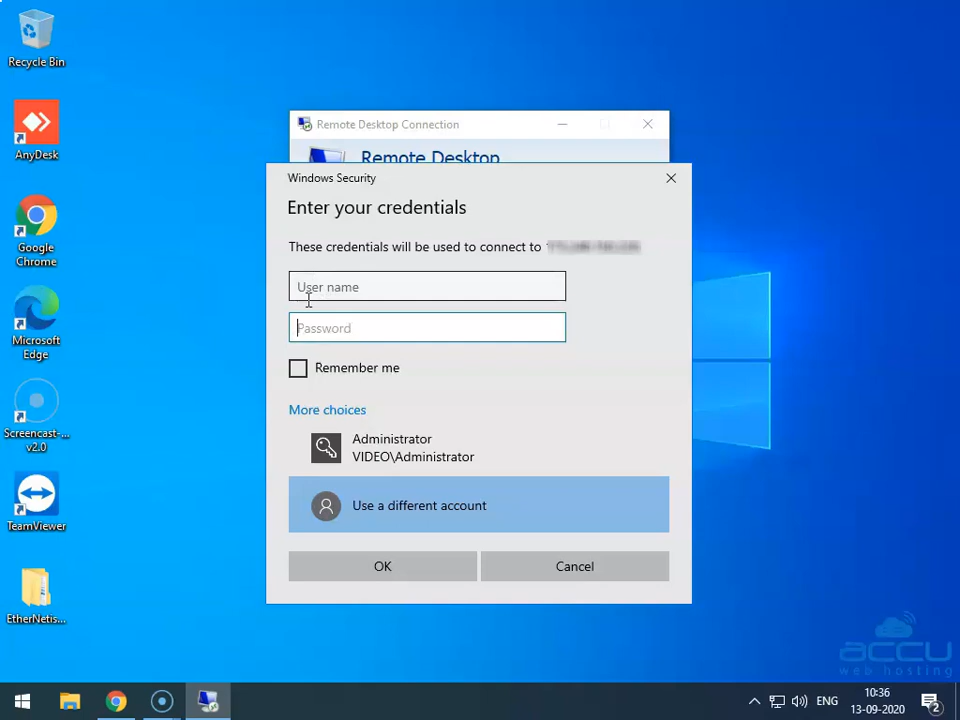 Recycle Bin
AnyDesk
Google
Chrome
Microsoft
Edge
Screencast-...
v2.0
TeamViewer
EtherNetis...
Remote Desktop Connection
Remote Desktop
Windows Security
Enter your credentials
These credentials will be used to connect to
User name
Password
Remember me
More choices
Administrator
VIDEO\Administrator
Use a different account
OK
Cancel
accu
web hosting
ENG
10:36
13-09-2020
2